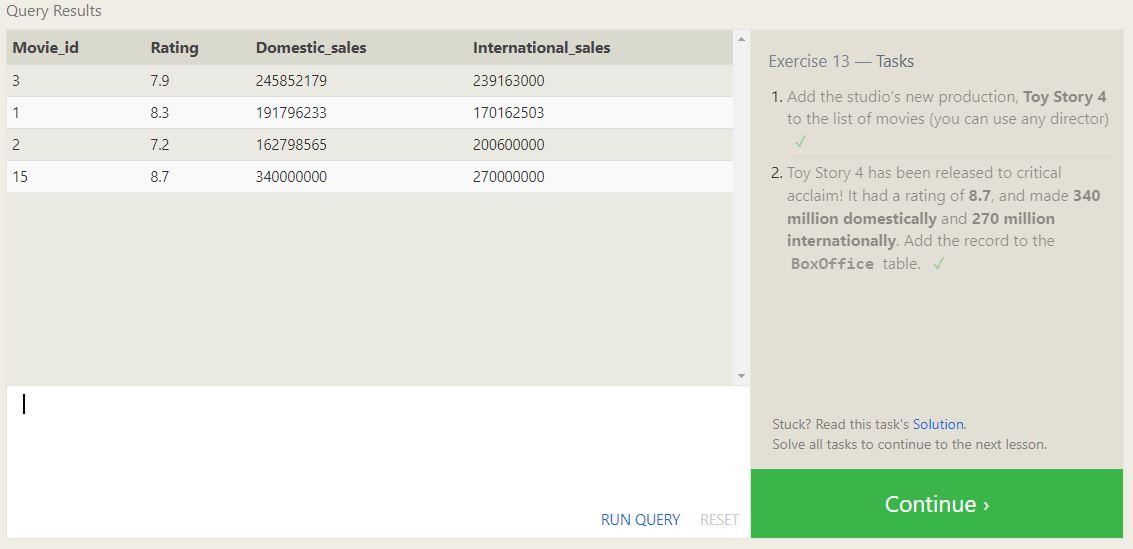 Query Results
Movie_id Rating Domestic_sales International_sales
3 7.9 245852179 239163000
1 8.3 191796233 170162503
2 7.2 162798565 200600000
15 8.7 340000000 270000000
RUN QUERY RESET
Exercise 13 — Tasks
1. Add the studio's new production, Toy Story 4
to the list of movies (you can use any director)
✓
2. Toy Story 4 has been released to critical
acclaim! It had a rating of 8.7, and made 340
million domestically and 270 million
internationally. Add the record to the
BoxOffice table. ✓
Stuck? Read this task's Solution.
Solve all tasks to continue to the next lesson.
Continue ›